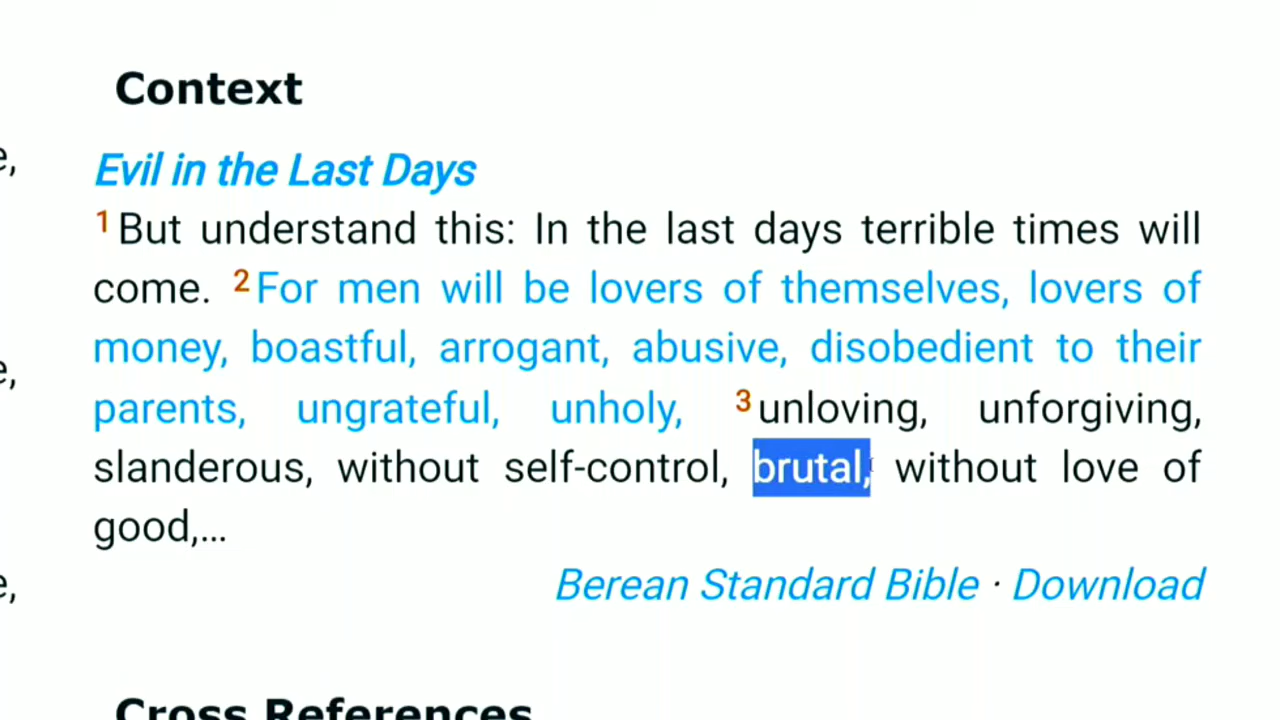 Context
e,
Evil in the Last Days
1 But understand this: In the last days terrible times will
come. 2 For men will be lovers of themselves, lovers of
e,
money, boastful, arrogant, abusive, disobedient to their
parents, ungrateful, unholy, 3 unloving, unforgiving,
slanderous, without self-control, brutal, without love of
good,...
e,
Berean Standard Bible · Download
Cross References